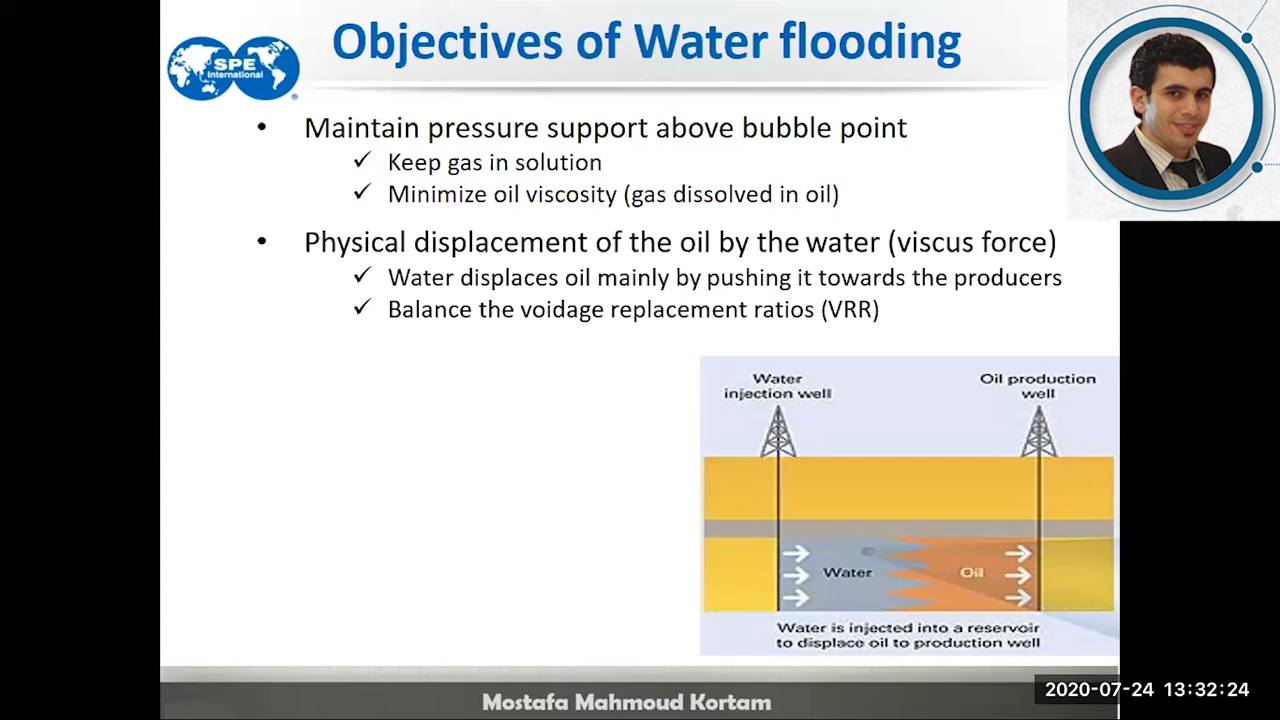 Objectives of Water flooding
SPE
International
®
• Maintain pressure support above bubble point
✓ Keep gas in solution
✓ Minimize oil viscosity (gas dissolved in oil)
• Physical displacement of the oil by the water (viscus force)
✓ Water displaces oil mainly by pushing it towards the producers
✓ Balance the voidage replacement ratios (VRR)
Water
injection well
Oil production
well
Water
Oil
Water is injected into a reservoir
to displace oil to production well
Mostafa Mahmoud Kortam
2020-07-24 13:32:24